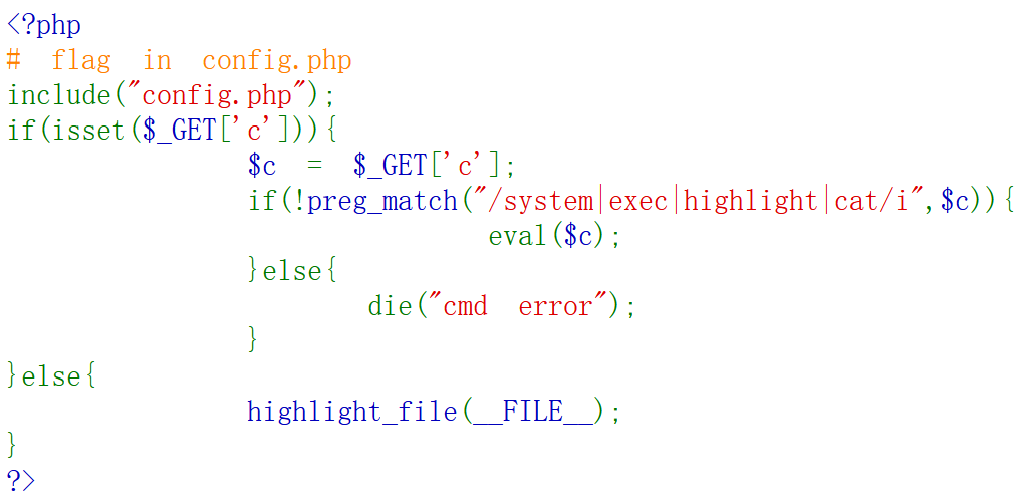 <?php
#  flag  in  config.php
include("config.php");
if(isset($_GET['c'])){
                $c  =  $_GET['c'];
                if(!preg_match("/system|exec|highlight|cat/i",$c)){
                                eval($c);
                }else{
                        die("cmd  error");
                }
}else{
                highlight_file(__FILE__);
}
?>